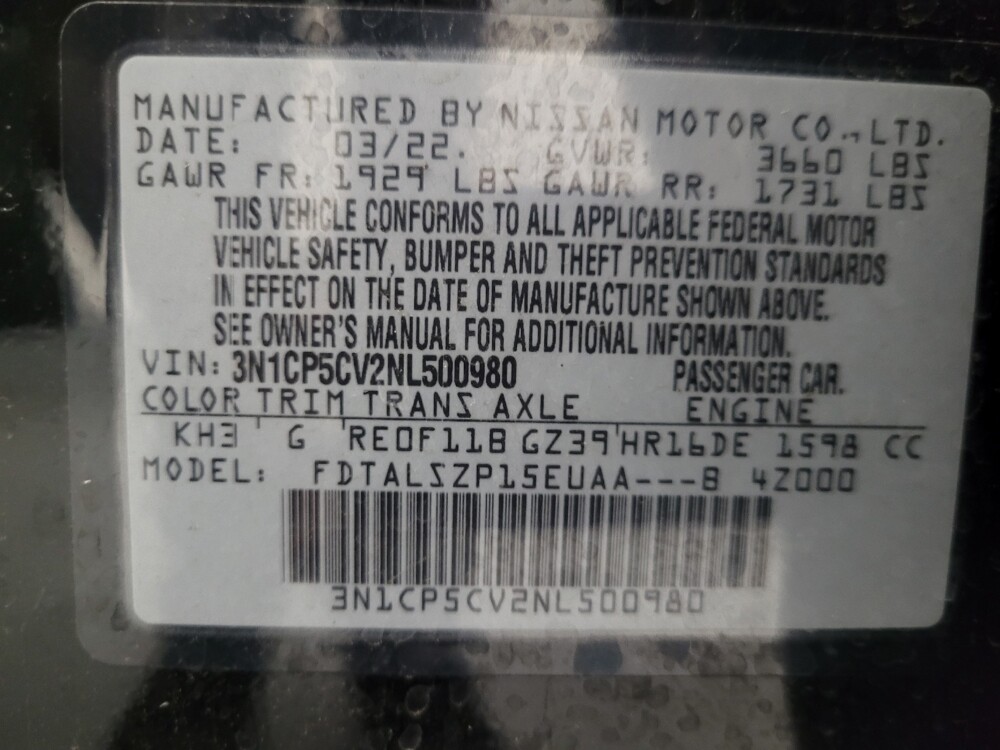 MANUFACTURED BY NISSAN MOTOR CO.,LTD.
DATE: 03/22. GVWR: 3660 LBS
GAWR FR: 1929 LBS GAWR RR: 1731 LBS
THIS VEHICLE CONFORMS TO ALL APPLICABLE FEDERAL MOTOR
VEHICLE SAFETY, BUMPER AND THEFT PREVENTION STANDARDS
IN EFFECT ON THE DATE OF MANUFACTURE SHOWN ABOVE.
SEE OWNER'S MANUAL FOR ADDITIONAL INFORMATION.
VIN: 3N1CP5CV2NL500980 PASSENGER CAR.
COLOR TRIM TRANS AXLE ENGINE
KH3 ' G ' RE0F11B GZ39'HR16DE 1598 CC
MODEL: FDTALSZP15EUAA---B 4Z000
3N1CP5CV2NL500980